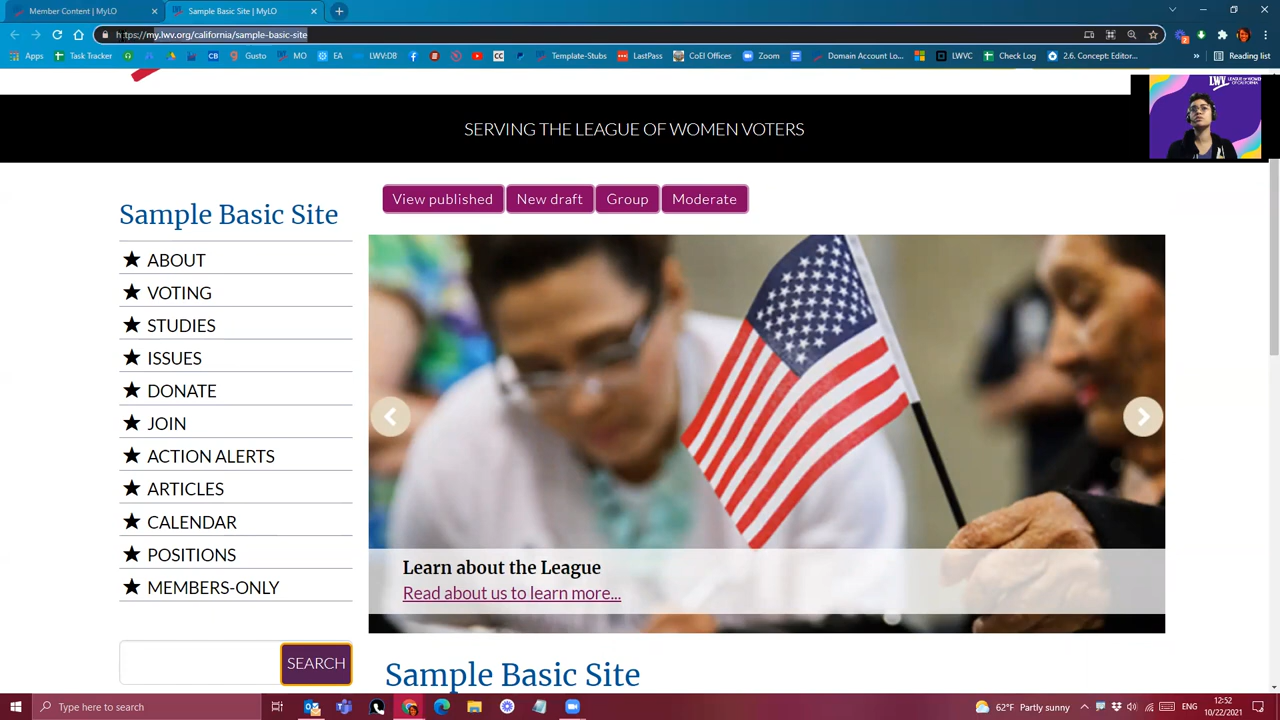 Member Content | MyLO
Sample Basic Site | MyLO
https://my.lwv.org/california/sample-basic-site
Apps
Task Tracker
CB
Gusto
MO
EA
LWV:DB
CC
Template-Stubs
LastPass
CoEI Offices
Zoom
Domain Account Lo...
LWVC
Check Log
2.6. Concept: Editor...
Reading list
LWV
SERVING THE LEAGUE OF WOMEN VOTERS
View published
New draft
Group
Moderate
Sample Basic Site
ABOUT
VOTING
STUDIES
ISSUES
DONATE
JOIN
ACTION ALERTS
ARTICLES
CALENDAR
POSITIONS
MEMBERS-ONLY
SEARCH
Learn about the League
Read about us to learn more...
Sample Basic Site
Type here to search
62°F Partly sunny
ENG
12:52
10/22/2021